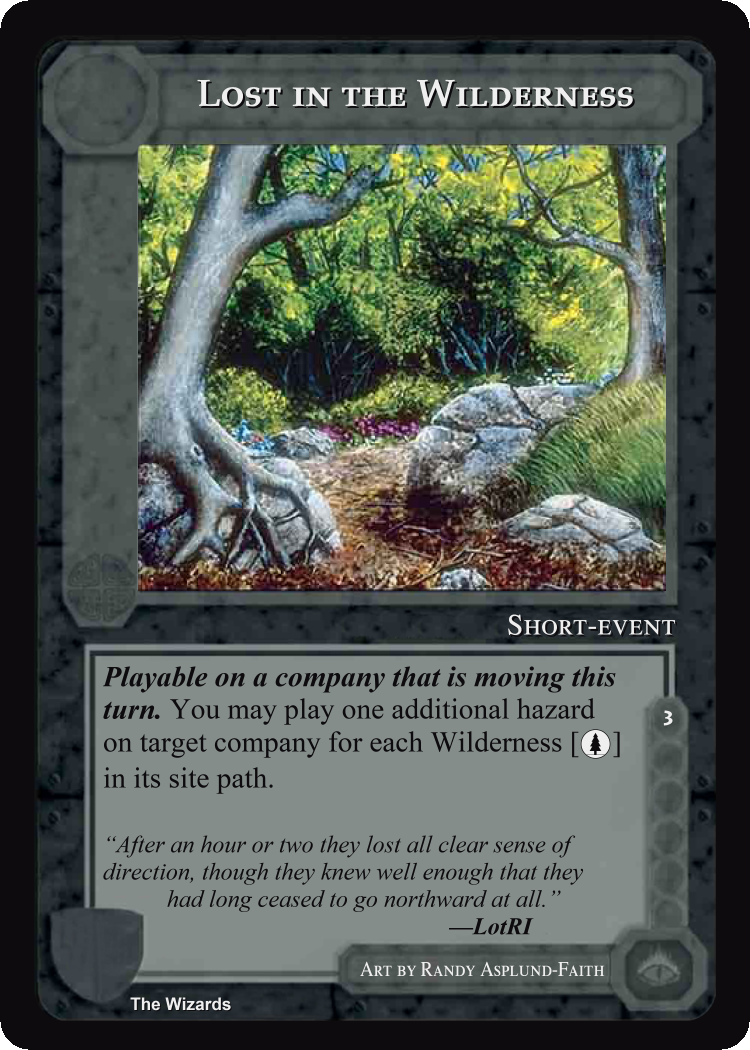 Lost in the Wilderness
Short-event
Playable on a company that is moving this
turn. You may play one additional hazard
on target company for each Wilderness [ ]
in its site path.
3
“After an hour or two they lost all clear sense of
direction, though they knew well enough that they
had long ceased to go northward at all.”
—LotRI
Art by Randy Asplund-Faith
The Wizards